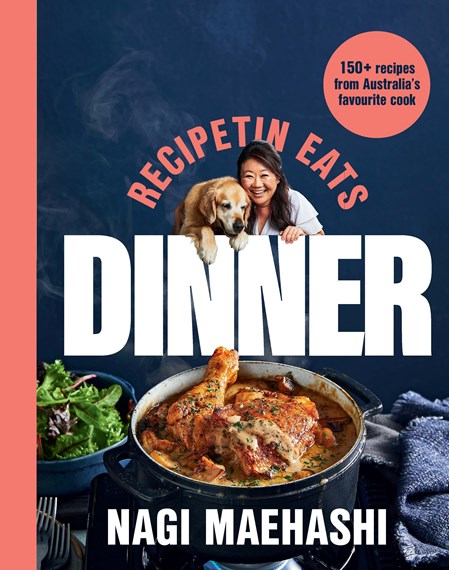 150+ recipes
from Australia's
favourite cook
RECIPETIN EATS
DINNER
NAGI MAEHASHI